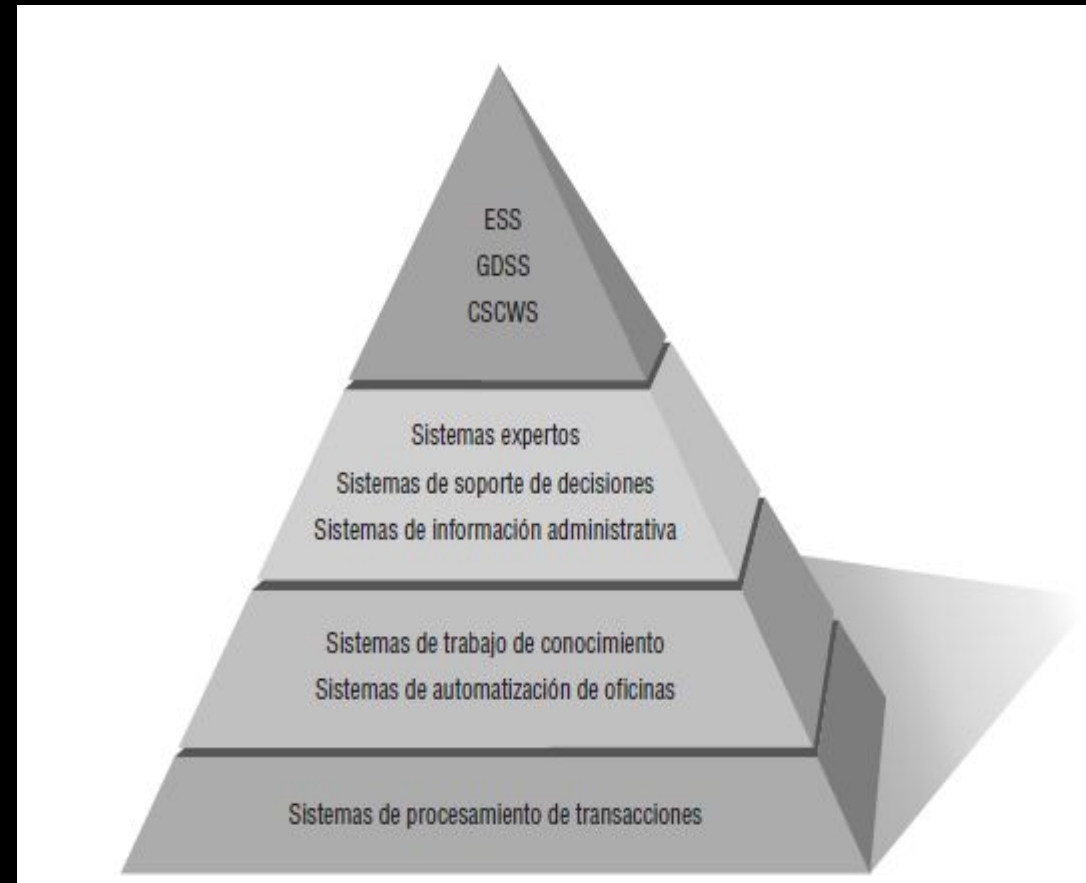 ESS
GDSS
CSCWS
Sistemas expertos
Sistemas de soporte de decisiones
Sistemas de información administrativa
Sistemas de trabajo de conocimiento
Sistemas de automatización de oficinas
Sistemas de procesamiento de transacciones